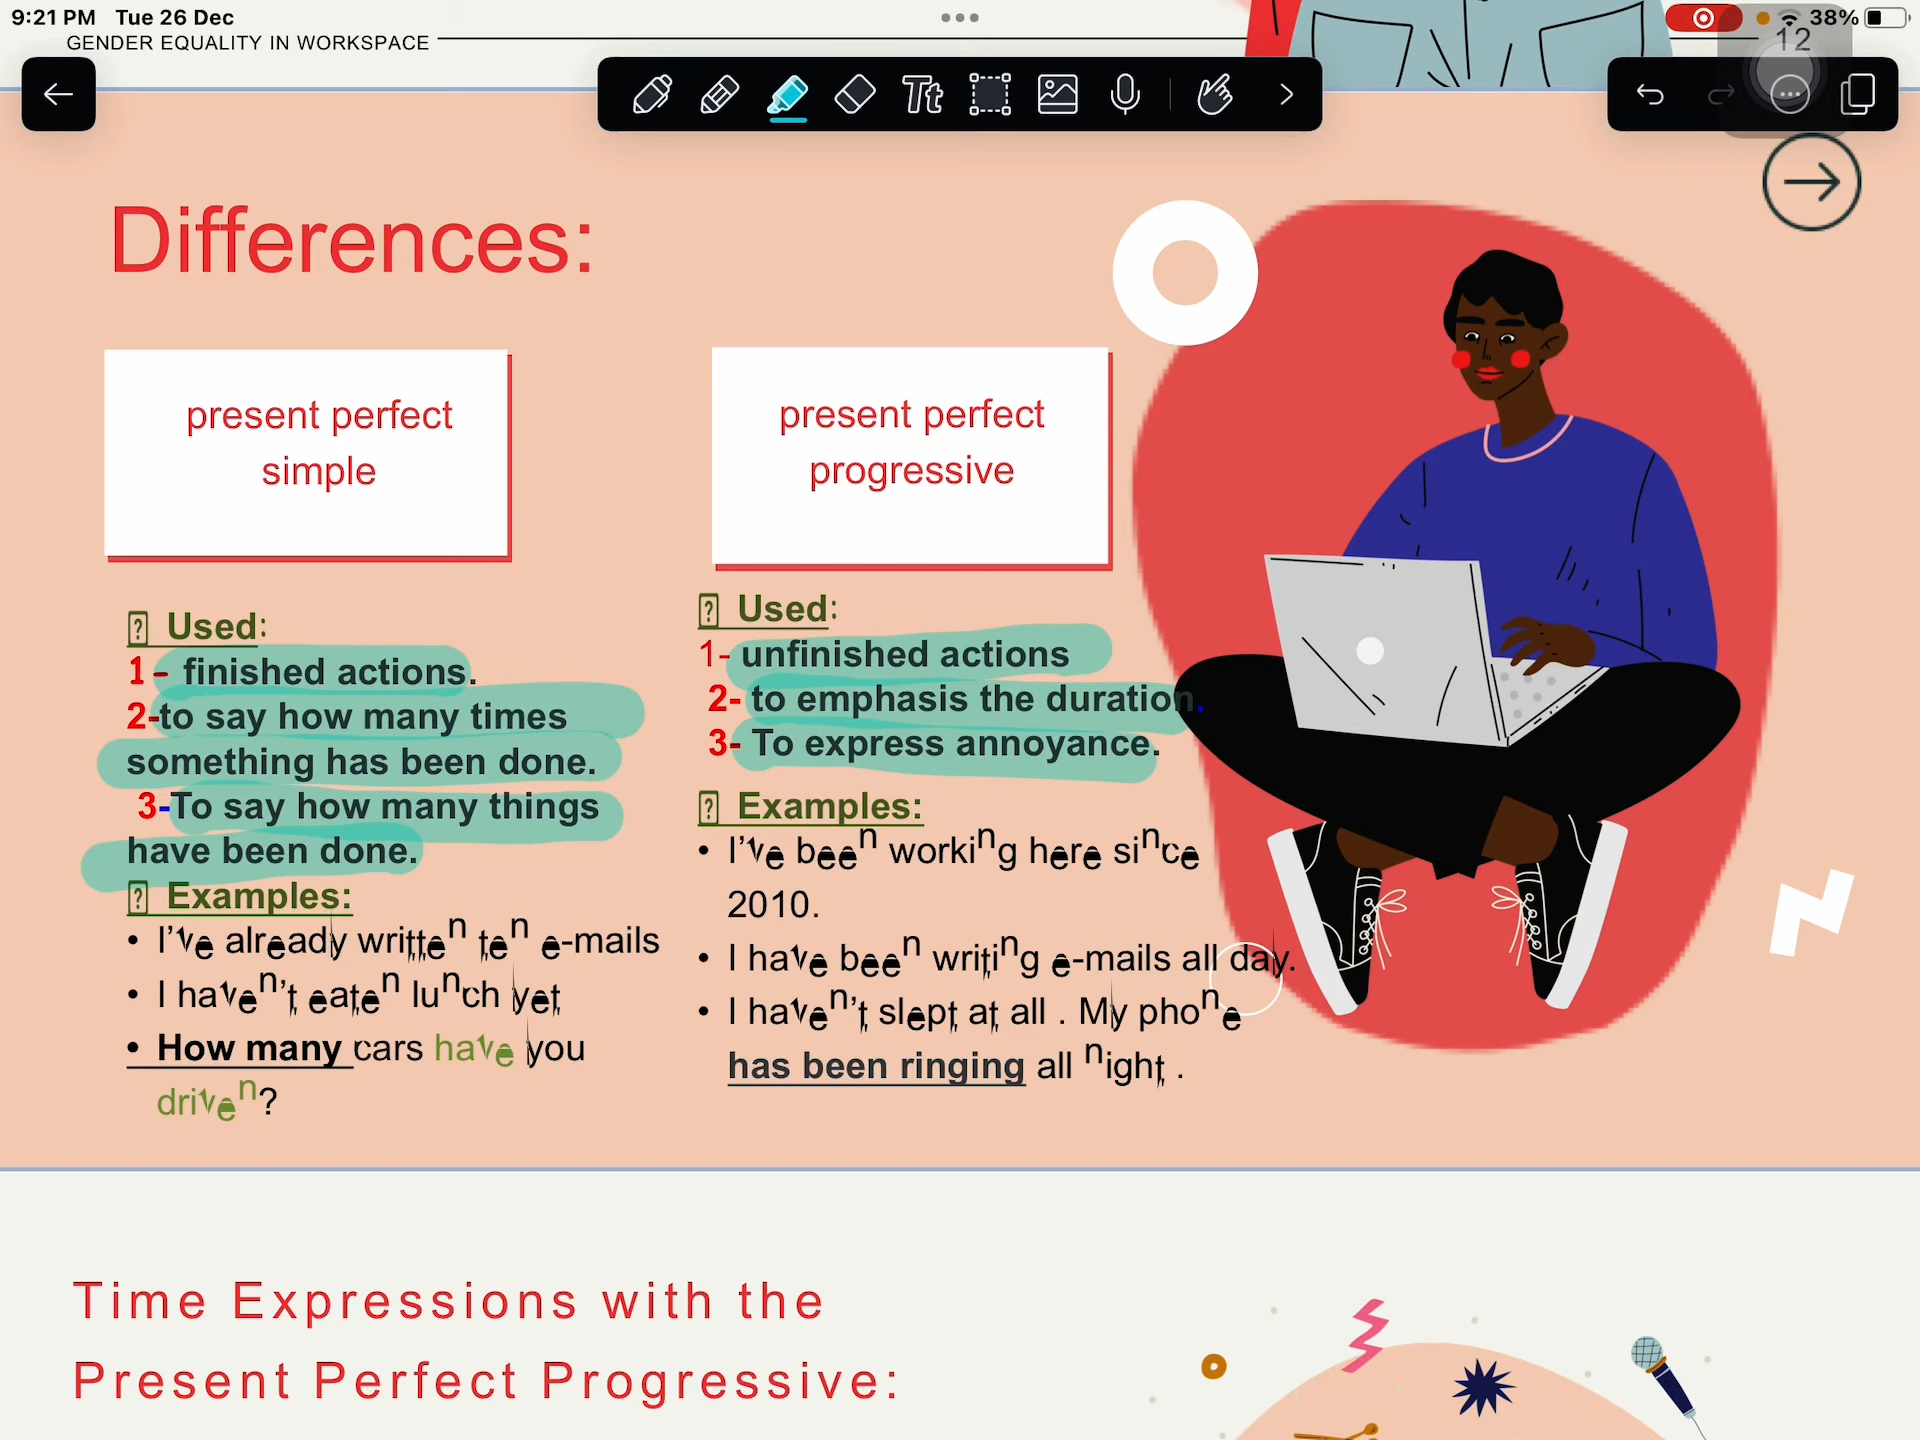 9:21 PM Tue 26 Dec
38%
GENDER EQUALITY IN WORKSPACE
12
Tt
Differences:
present perfect
simple
Used:
1- finished actions.
2-to say how many times
something has been done.
3-To say how many things
have been done.
Examples:
• I've already written ten e-mails
• I haven't eaten lunch yet
• How many cars have you
driven?
present perfect
progressive
Used:
1- unfinished actions
2- to emphasis the duration.
3- To express annoyance.
Examples:
• I've been working here since
2010.
• I have been writing e-mails all day.
• I haven't slept at all . My phone
has been ringing all night .
Time Expressions with the
Present Perfect Progressive: